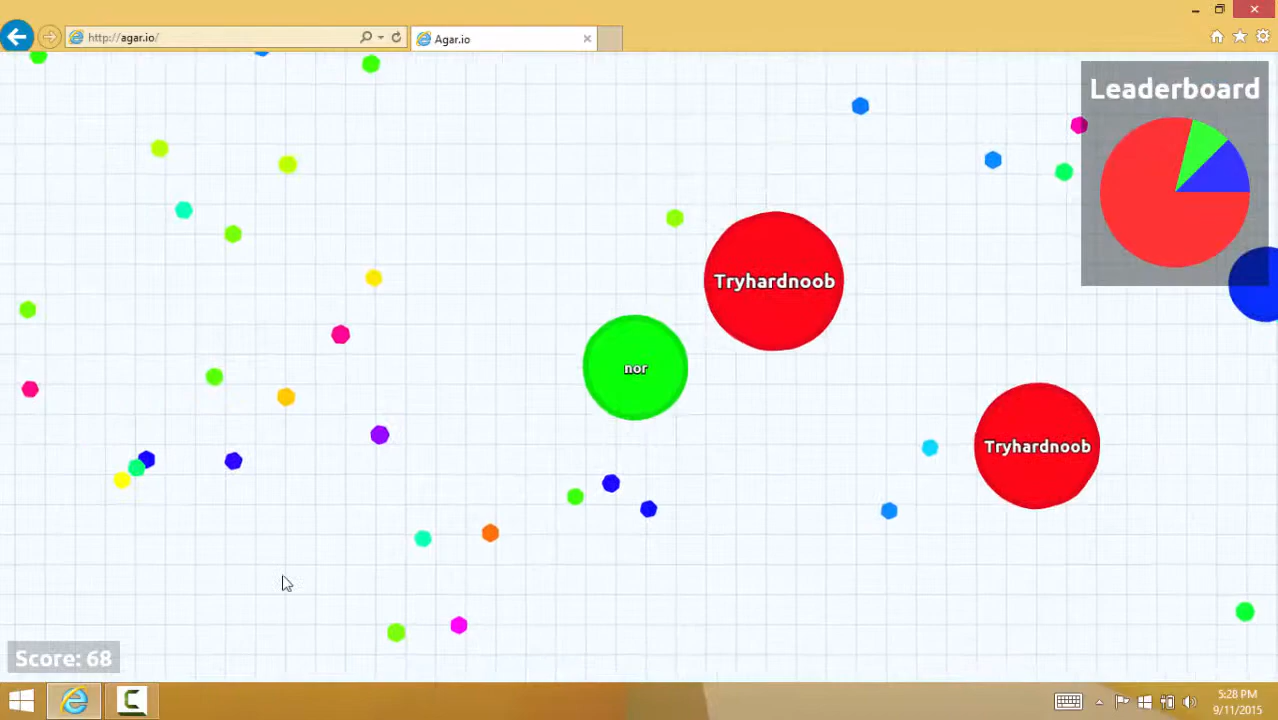 http://agar.io/
Agar.io
Leaderboard
Tryhardnoob
nor
Tryhardnoob
Score: 68
5:28 PM
9/11/2015